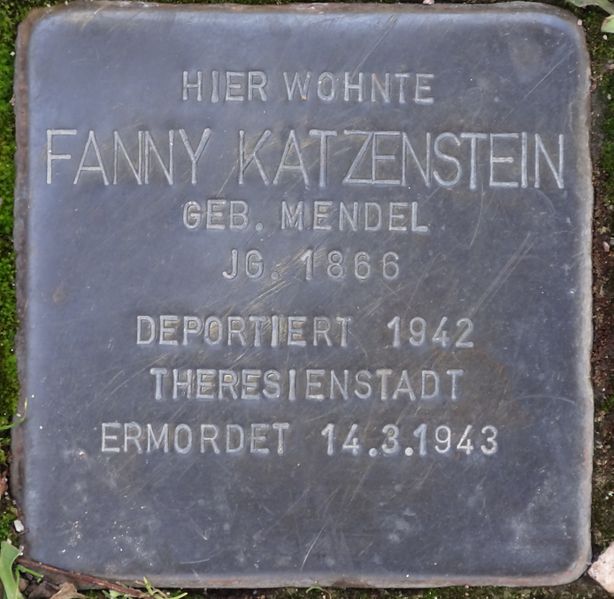 HIER WOHNTE
FANNY KATZENSTEIN
GEB. MENDEL
JG. 1866
DEPORTIERT 1942
THERESIENSTADT
ERMORDET 14.3.1943